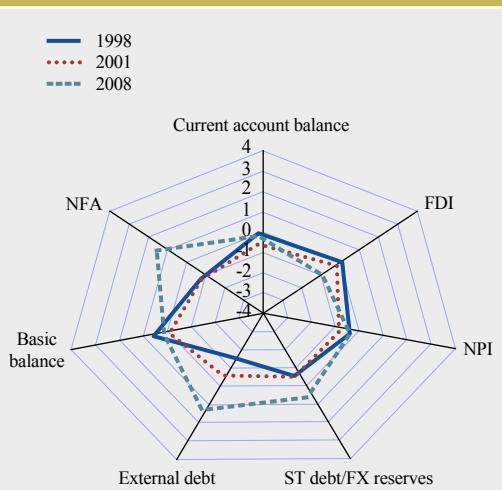 1998
2001
2008
Current account balance
4
3
2
1
0
-1
-2
-3
-4
FDI
NPI
ST debt/FX reserves
External debt
Basic
balance
NFA